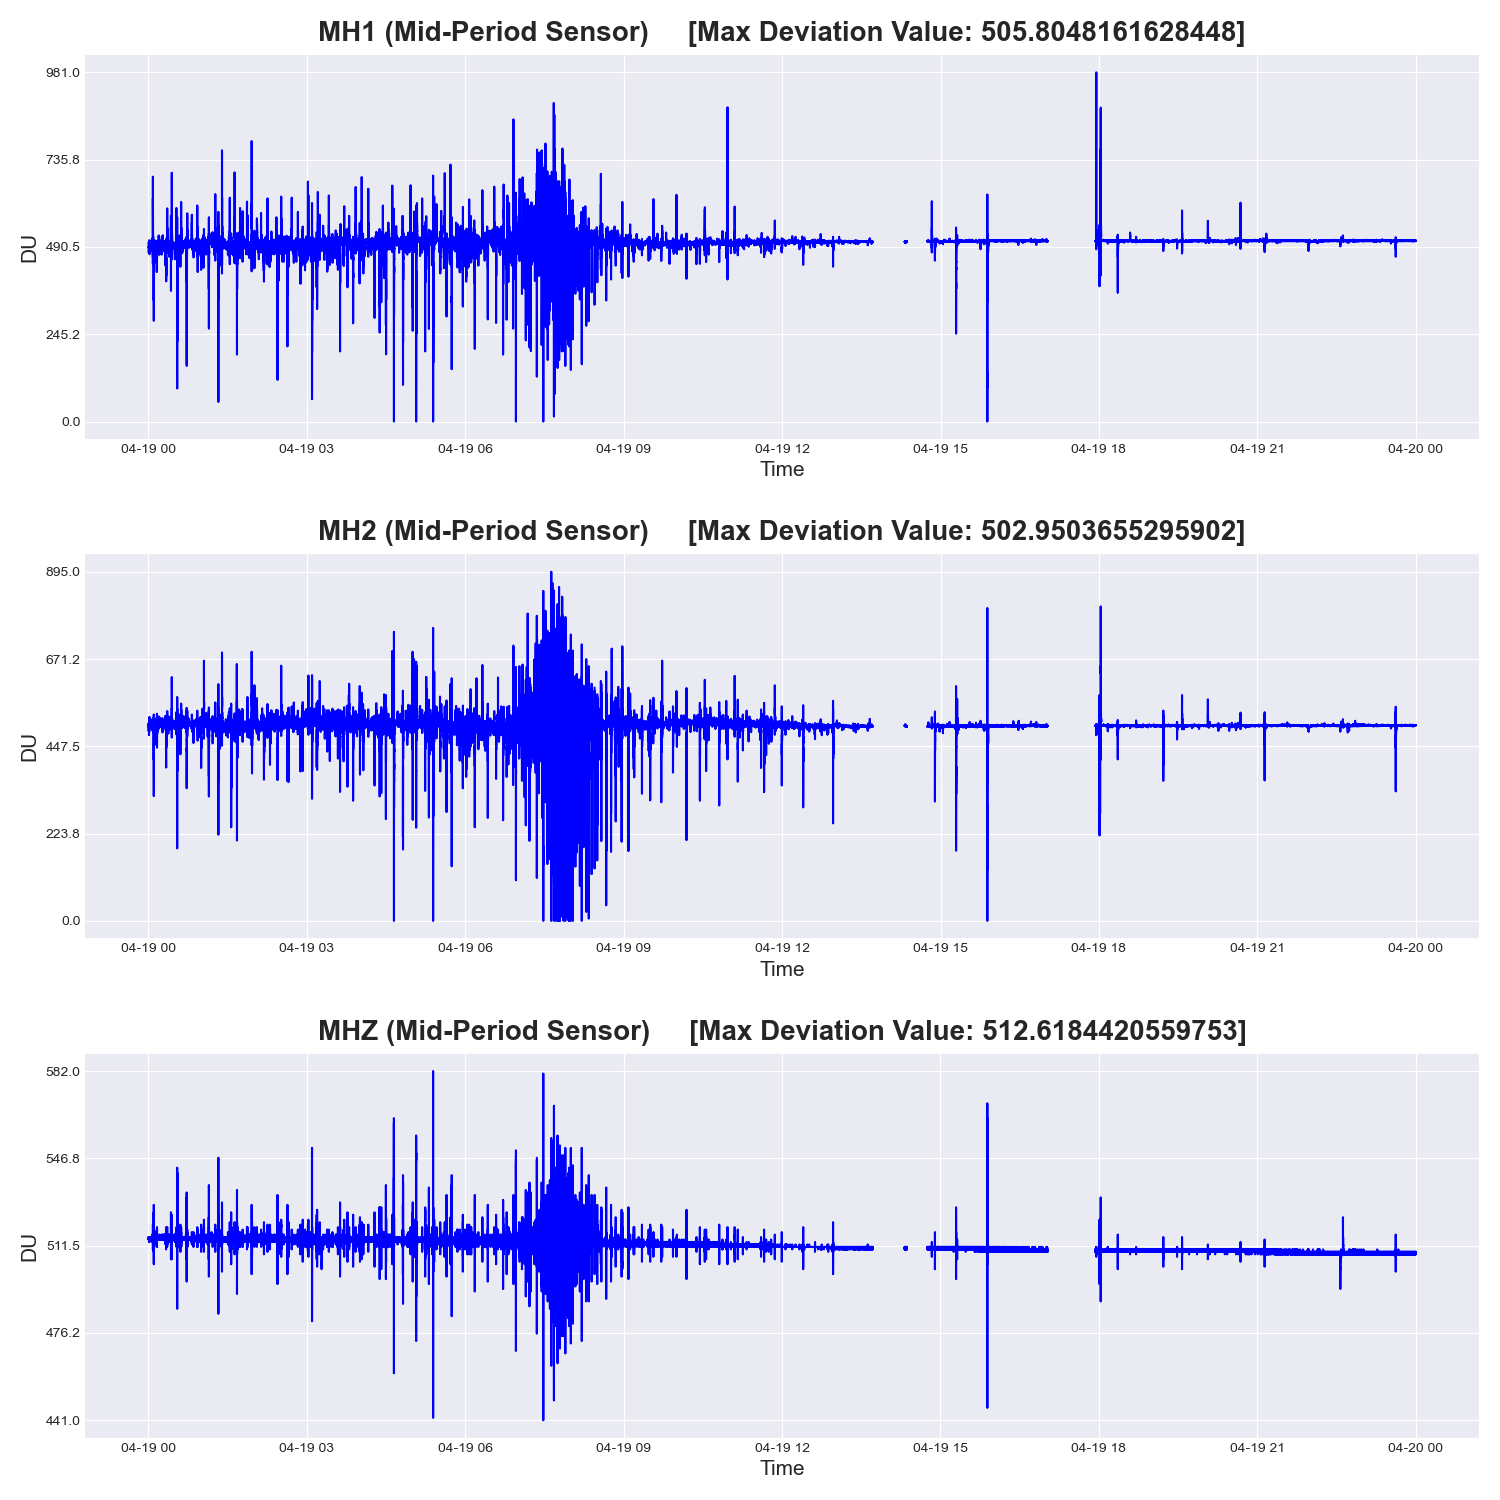 MH1 (Mid-Period Sensor)     [Max Deviation Value: 505.8048161628448]
981.0
735.8
490.5
245.2
0.0
DU
04-19 00 04-19 03 04-19 06 04-19 09 04-19 12 04-19 15 04-19 18 04-19 21 04-20 00
Time
MH2 (Mid-Period Sensor)     [Max Deviation Value: 502.9503655295902]
895.0
671.2
447.5
223.8
0.0
DU
04-19 00 04-19 03 04-19 06 04-19 09 04-19 12 04-19 15 04-19 18 04-19 21 04-20 00
Time
MHZ (Mid-Period Sensor)     [Max Deviation Value: 512.6184420559753]
582.0
546.8
511.5
476.2
441.0
DU
04-19 00 04-19 03 04-19 06 04-19 09 04-19 12 04-19 15 04-19 18 04-19 21 04-20 00
Time